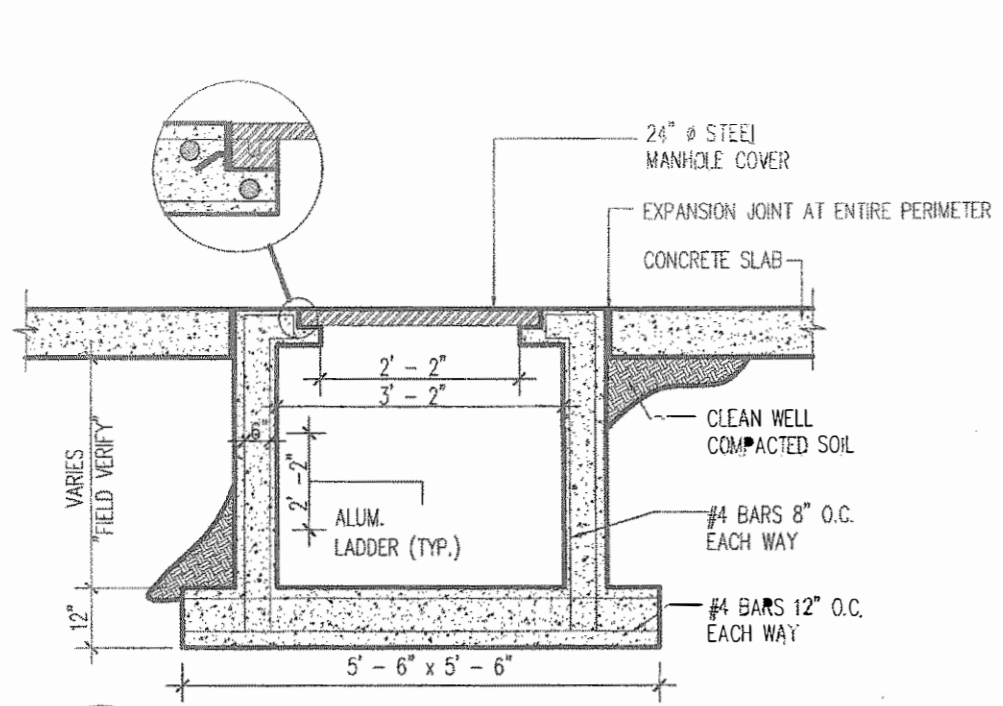 24" ø STEEL
MANHOLE COVER
EXPANSION JOINT AT ENTIRE PERIMETER
CONCRETE SLAB
2' - 2"
3' - 2"
6"
2' - 2"
CLEAN WELL
COMPACTED SOIL
VARIES
"FIELD VERIFY"
ALUM.
LADDER (TYP.)
#4 BARS 8" O.C.
EACH WAY
12"
#4 BARS 12" O.C.
EACH WAY
5' - 6" x 5' - 6"